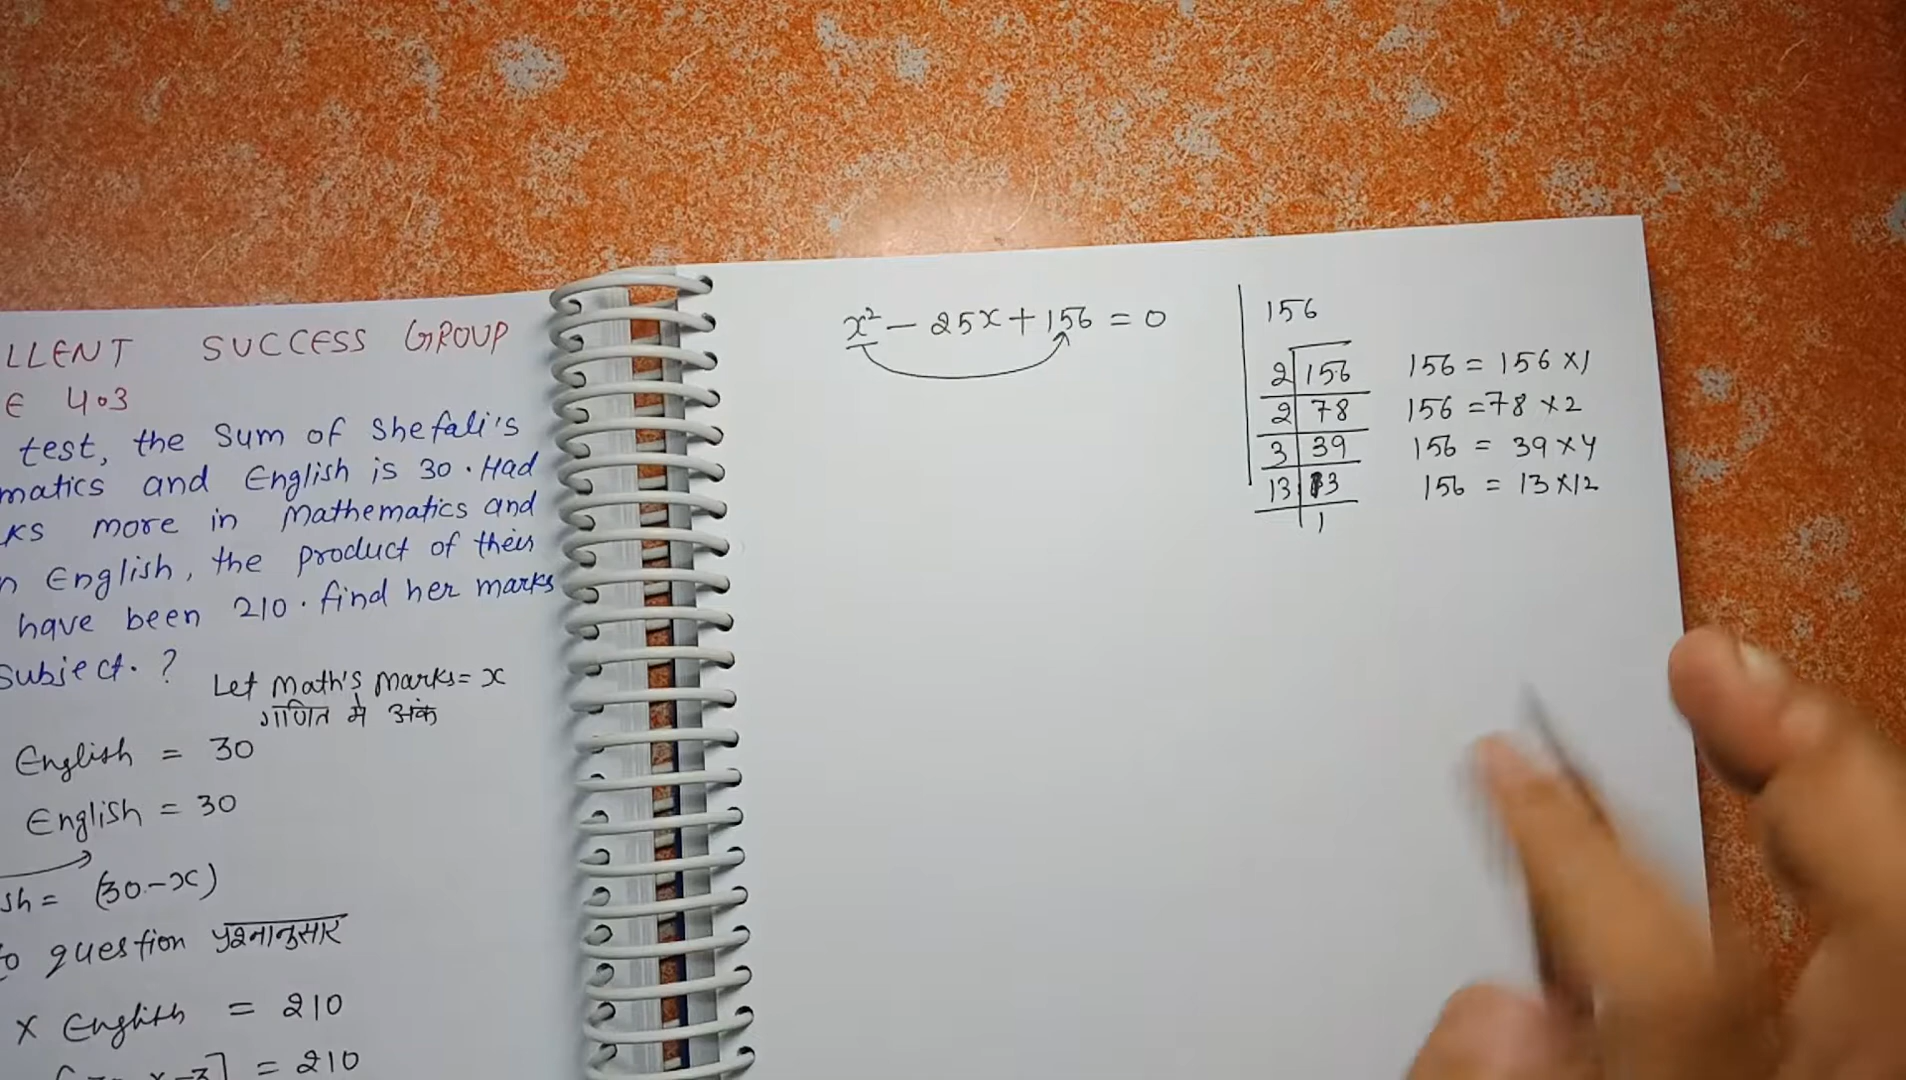 LLENT SUCCESS GROUP
E 4.3
test, the Sum of Shefali's
matics and English is 30. Had
ks more in Mathematics and
n English, the product of their
have been 210. find her marks
Subject. ?
Let Math's marks = x
गणित मे अंक
English = 30
English = 30
sh = (30-x)
to question प्रश्नानुसार
x English = 210
x-3] = 210
x² - 25x + 156 = 0
156
2 156
2 78
3 39
13 13
1
156 = 156 × 1
156 = 78 × 2
156 = 39 × 4
156 = 13 × 12